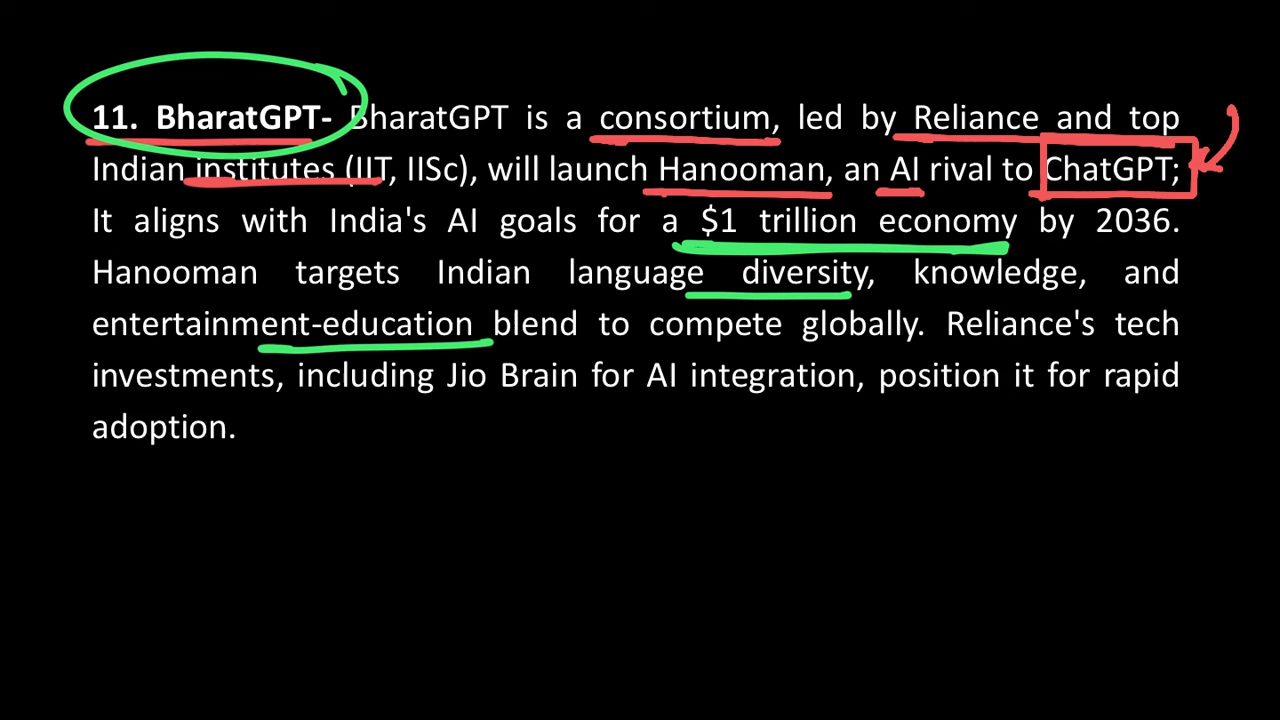 11. BharatGPT- BharatGPT is a consortium, led by Reliance and top
Indian institutes (IIT, IISc), will launch Hanooman, an AI rival to ChatGPT;
It aligns with India's AI goals for a $1 trillion economy by 2036.
Hanooman targets Indian language diversity, knowledge, and
entertainment-education blend to compete globally. Reliance's tech
investments, including Jio Brain for AI integration, position it for rapid
adoption.